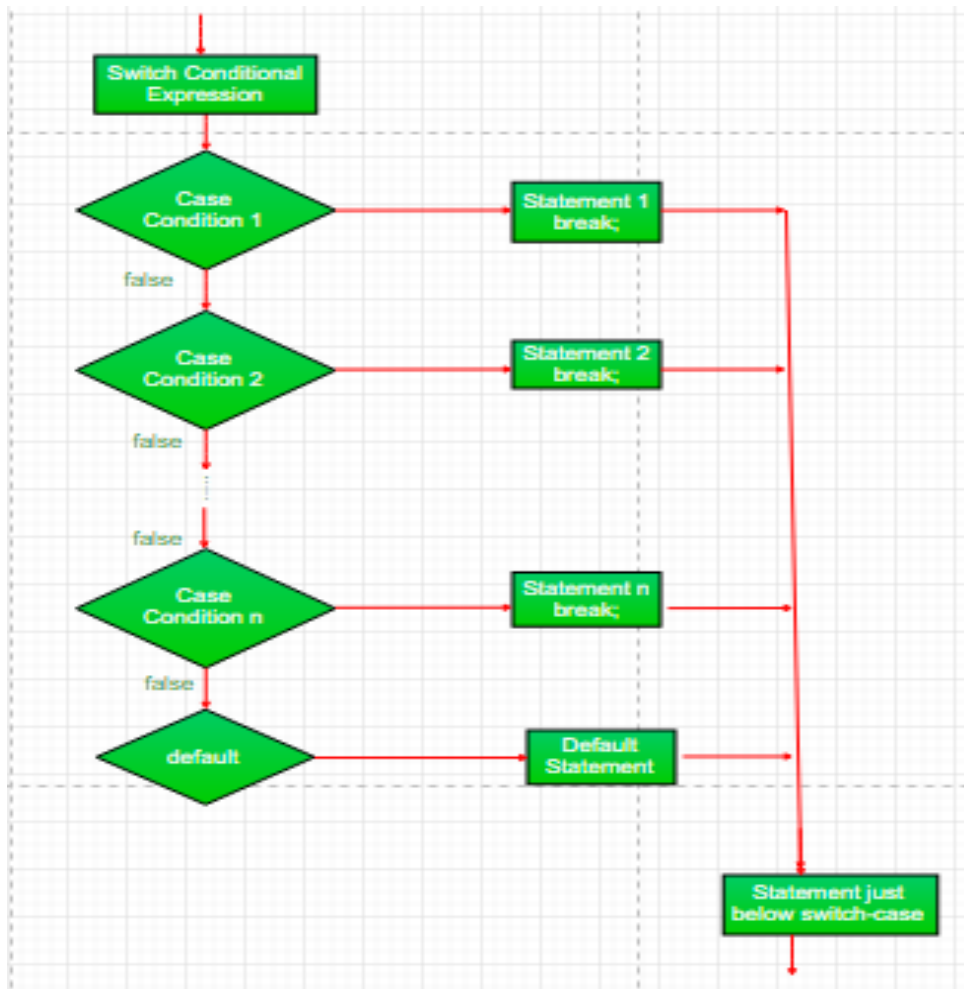 Switch Conditional
Expression
Case
Condition 1
Statement 1
break;
false
Case
Condition 2
Statement 2
break;
false
false
Case
Condition n
Statement n
break;
false
default
Default
Statement
Statement just
below switch-case